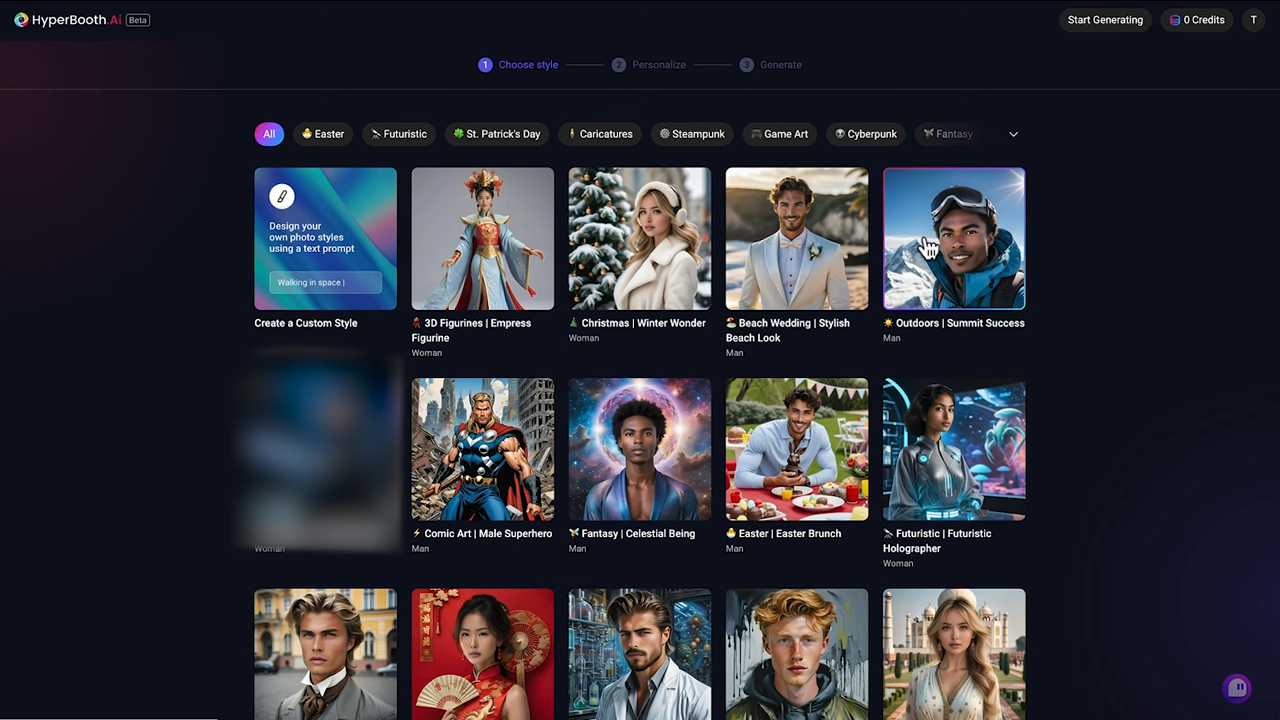 HyperBooth.Ai Beta
Start Generating
0 Credits
T
1 Choose style
2 Personalize
3 Generate
All
Easter
Futuristic
St. Patrick's Day
Caricatures
Steampunk
Game Art
Cyberpunk
Fantasy
Design your
own photo styles
using a text prompt
Walking in space |
Create a Custom Style
3D Figurines | Empress
Figurine
Woman
Christmas | Winter Wonder
Woman
Beach Wedding | Stylish
Beach Look
Man
Outdoors | Summit Success
Man
Woman
Comic Art | Male Superhero
Man
Fantasy | Celestial Being
Man
Easter | Easter Brunch
Man
Futuristic | Futuristic
Holographer
Woman